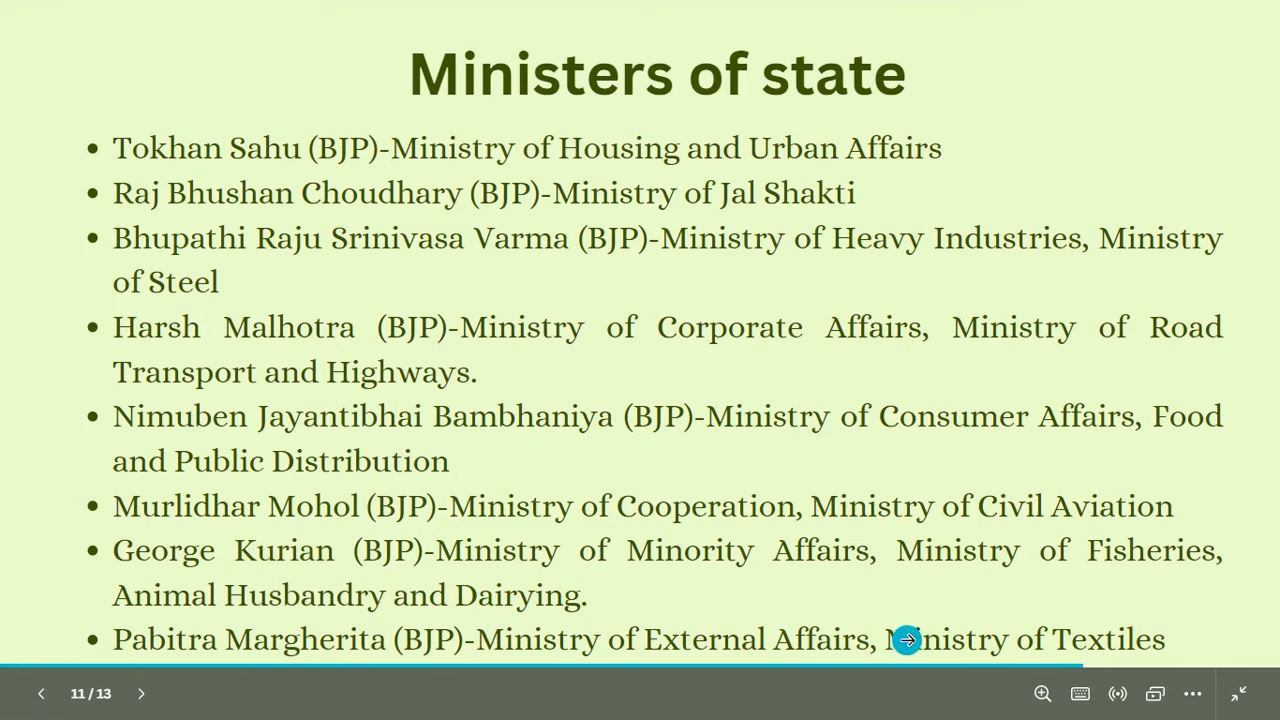 Ministers of state
• Tokhan Sahu (BJP)-Ministry of Housing and Urban Affairs
• Raj Bhushan Choudhary (BJP)-Ministry of Jal Shakti
• Bhupathi Raju Srinivasa Varma (BJP)-Ministry of Heavy Industries, Ministry
of Steel
• Harsh Malhotra (BJP)-Ministry of Corporate Affairs, Ministry of Road
Transport and Highways.
• Nimuben Jayantibhai Bambhaniya (BJP)-Ministry of Consumer Affairs, Food
and Public Distribution
• Murlidhar Mohol (BJP)-Ministry of Cooperation, Ministry of Civil Aviation
• George Kurian (BJP)-Ministry of Minority Affairs, Ministry of Fisheries,
Animal Husbandry and Dairying.
• Pabitra Margherita (BJP)-Ministry of External Affairs, Ministry of Textiles
11 / 13